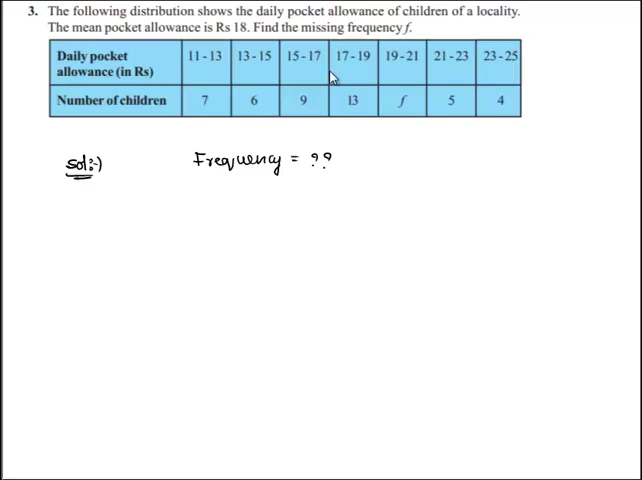 3. The following distribution shows the daily pocket allowance of children of a locality.
The mean pocket allowance is Rs 18. Find the missing frequency f.
Daily pocket allowance (in Rs) 11 - 13 13 - 15 15 - 17 17 - 19 19 - 21 21 - 23 23 - 25
Number of children 7 6 9 13 f 5 4
Sol:-) Frequency = ??